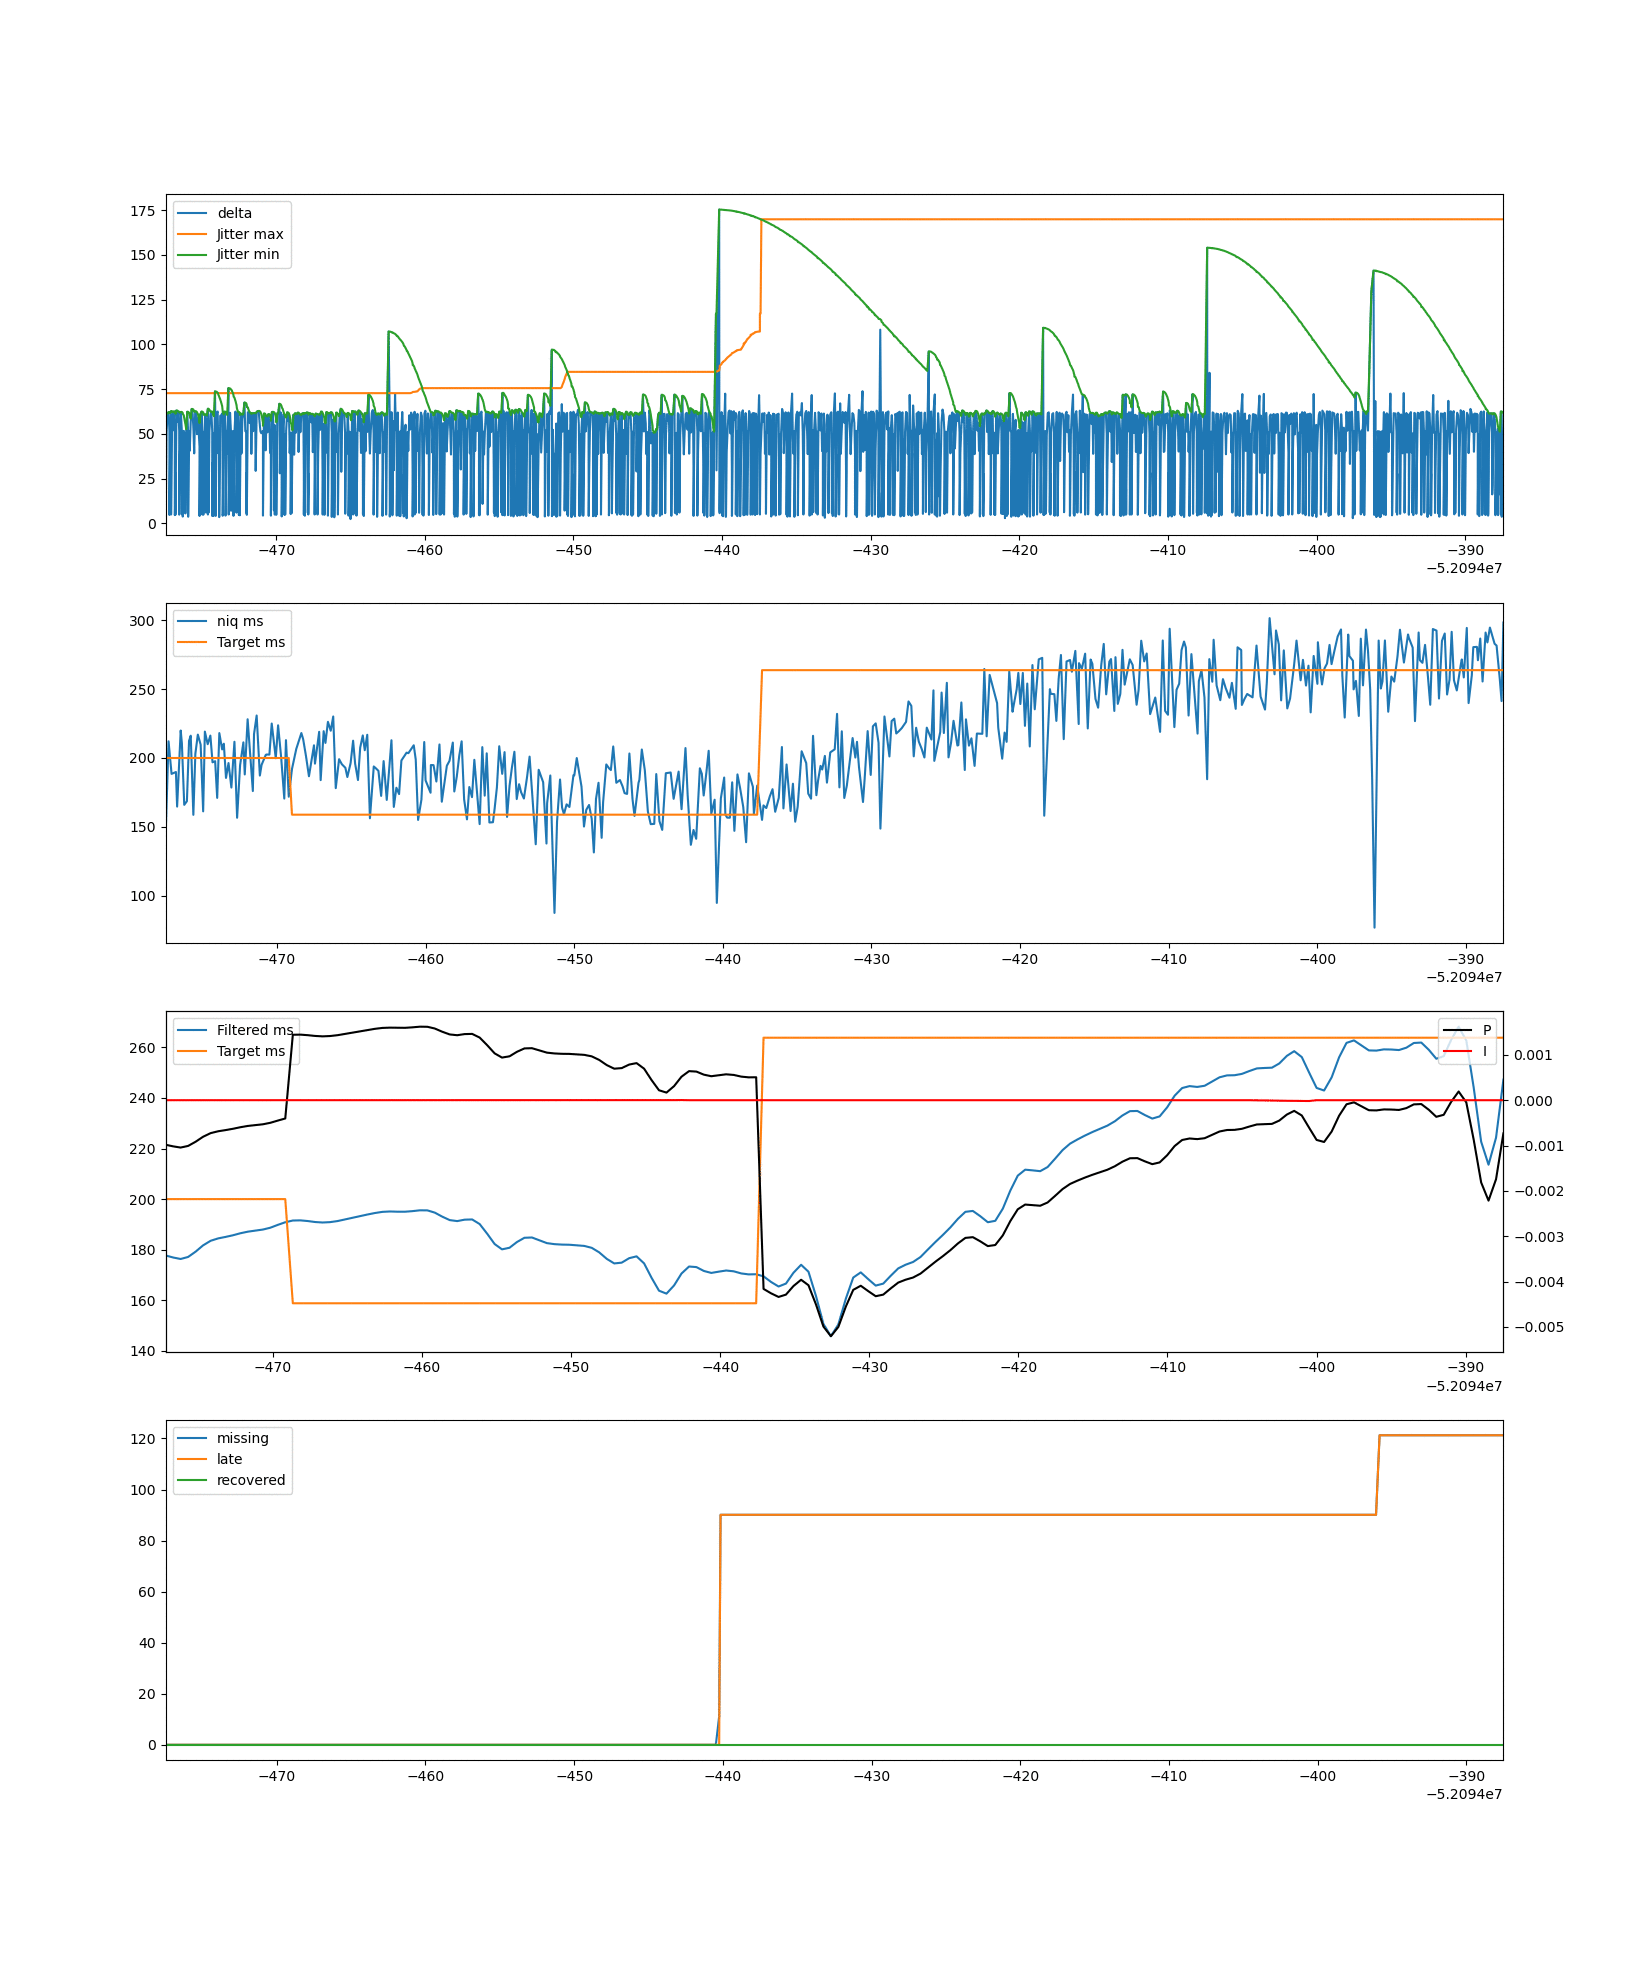 175
150
125
100
75
50
25
0
delta
Jitter max
Jitter min
−470 −460 −450 −440 −430 −420 −410 −400 −390
−5.2094e7
300
250
200
150
100
niq ms
Target ms
−470 −460 −450 −440 −430 −420 −410 −400 −390
−5.2094e7
260
240
220
200
180
160
140
Filtered ms
Target ms
P
I
0.001
0.000
−0.001
−0.002
−0.003
−0.004
−0.005
−470 −460 −450 −440 −430 −420 −410 −400 −390
−5.2094e7
120
100
80
60
40
20
0
missing
late
recovered
−470 −460 −450 −440 −430 −420 −410 −400 −390
−5.2094e7